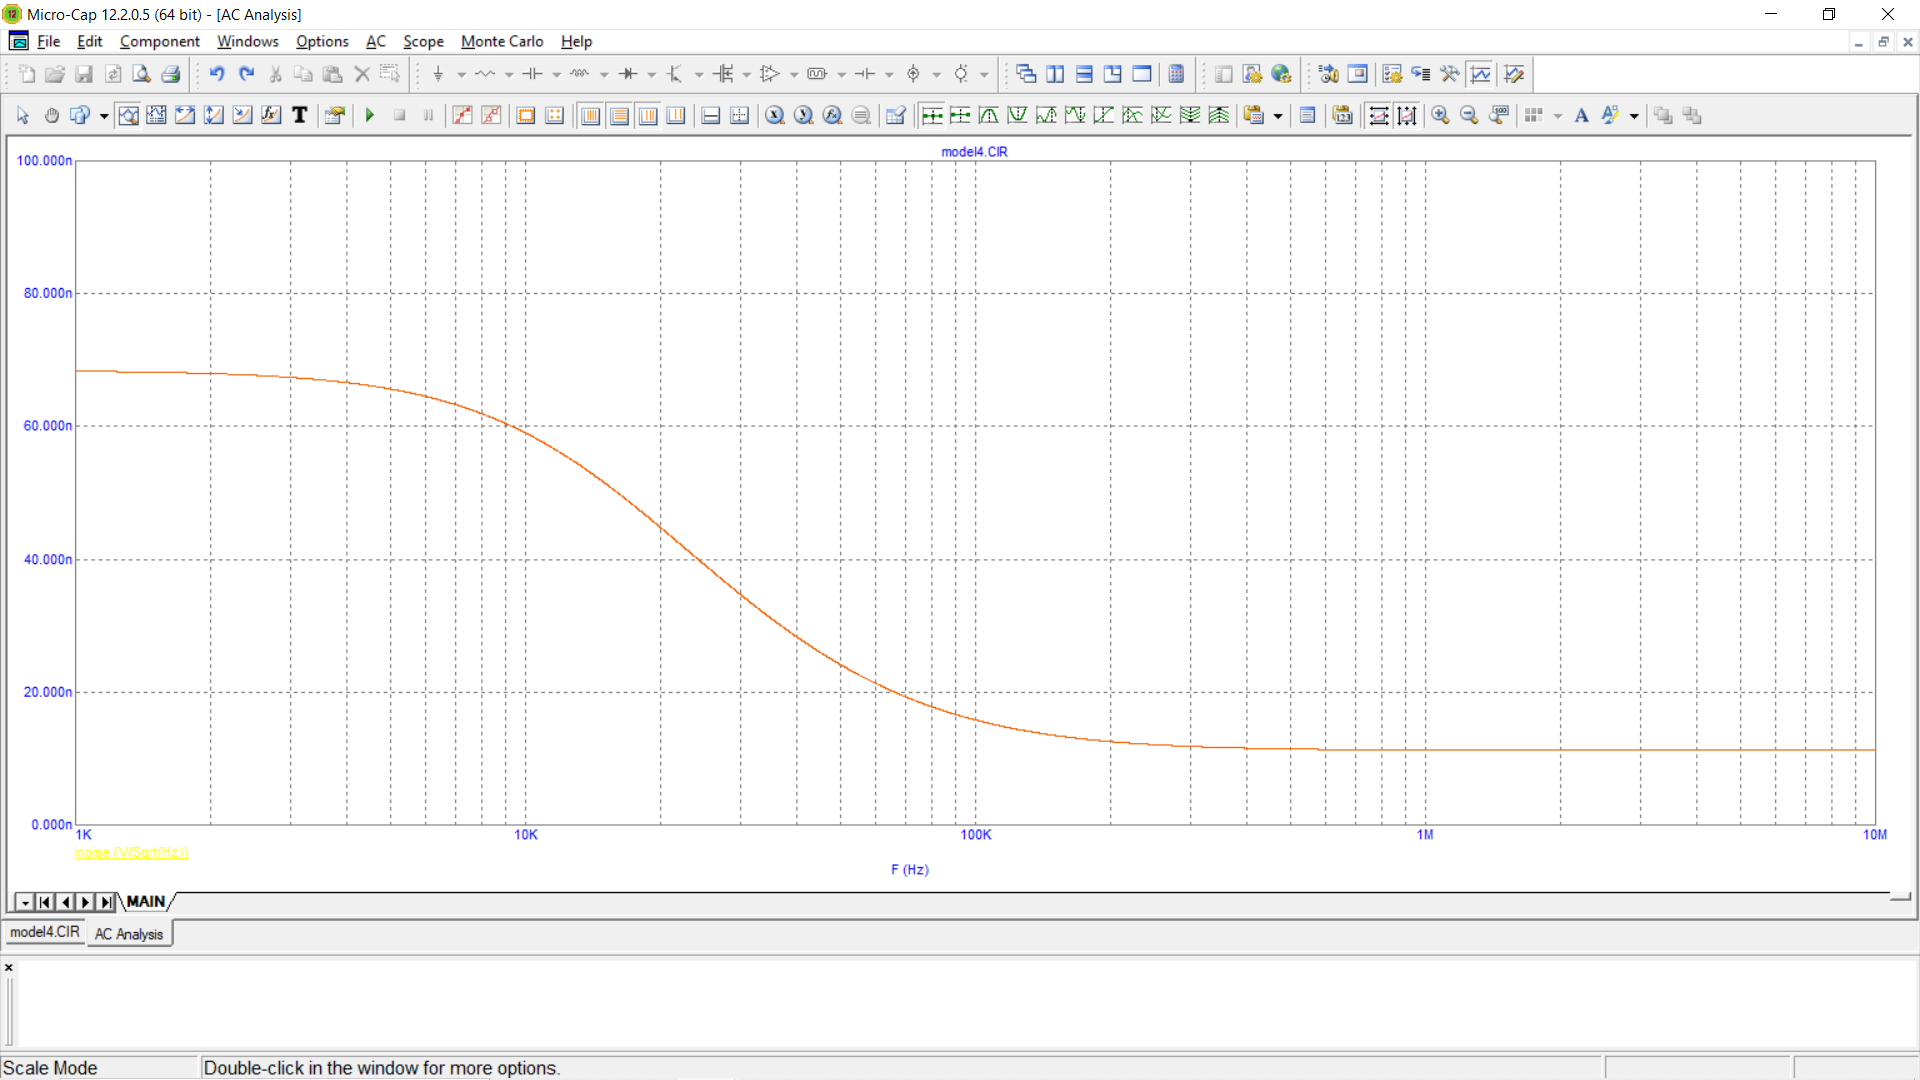 Micro-Cap 12.2.0.5 (64 bit) - [AC Analysis]
File Edit Component Windows Options AC Scope Monte Carlo Help
model4.CIR
100.000n
80.000n
60.000n
40.000n
20.000n
0.000n
1K 10K 100K 1M 10M
inoise (V/Sqrt(Hz))
F (Hz)
MAIN
model4.CIR AC Analysis
Scale Mode Double-click in the window for more options.